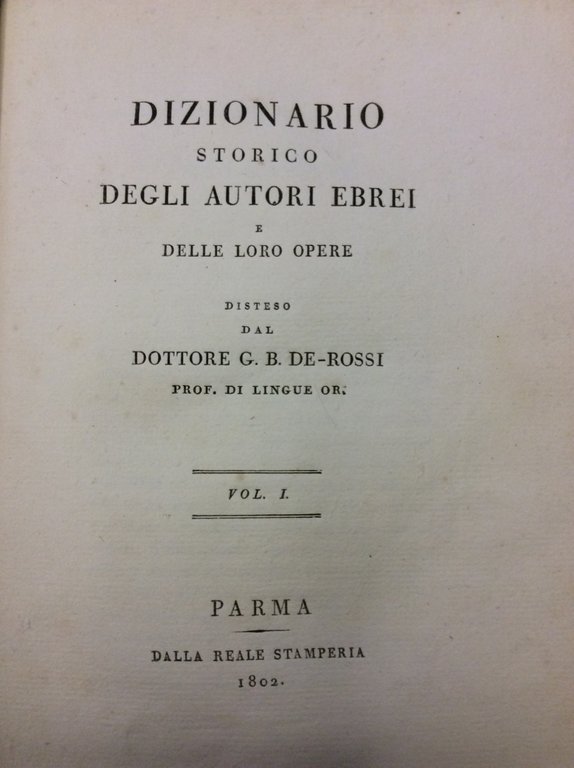 DIZIONARIO
STORICO
DEGLI AUTORI EBREI
E
DELLE LORO OPERE
DISTESO
DAL
DOTTORE G. B. DE-ROSSI
PROF. DI LINGUE OR.
VOL. I.
PARMA
DALLA REALE STAMPERIA
1802.